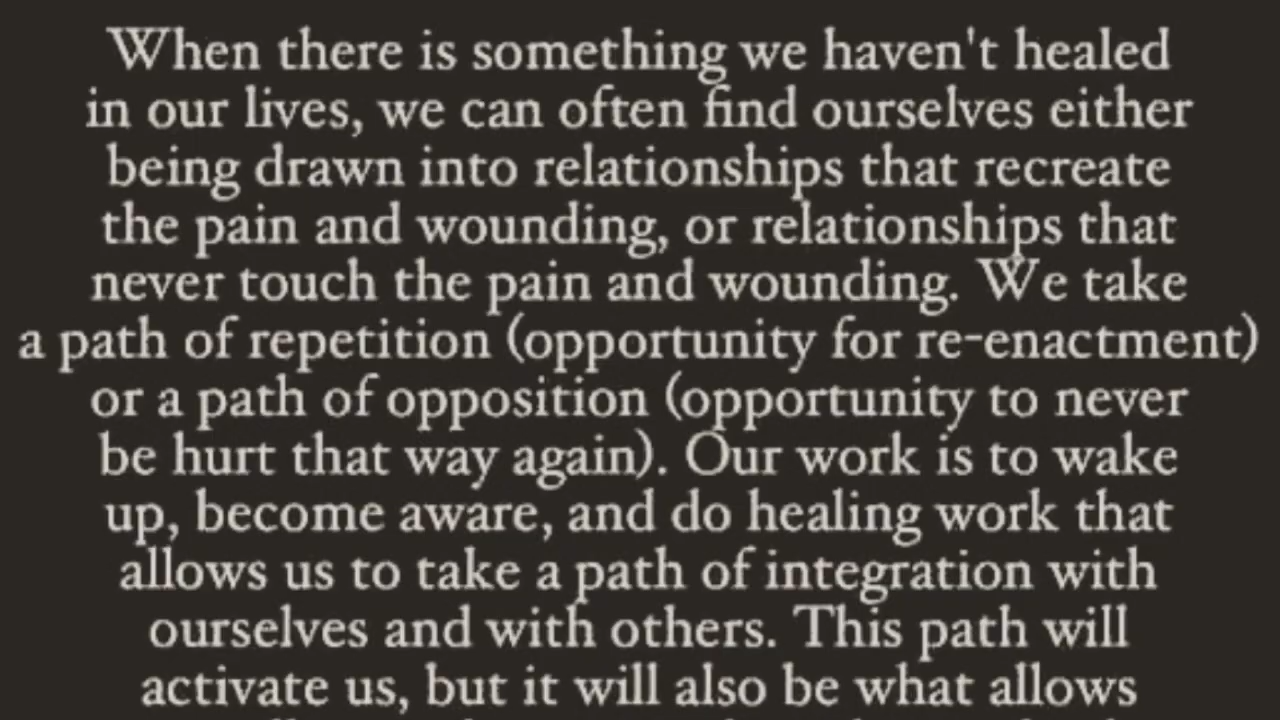 When there is something we haven't healed
in our lives, we can often find ourselves either
being drawn into relationships that recreate
the pain and wounding, or relationships that
never touch the pain and wounding. We take
a path of repetition (opportunity for re-enactment)
or a path of opposition (opportunity to never
be hurt that way again). Our work is to wake
up, become aware, and do healing work that
allows us to take a path of integration with
ourselves and with others. This path will
activate us, but it will also be what allows